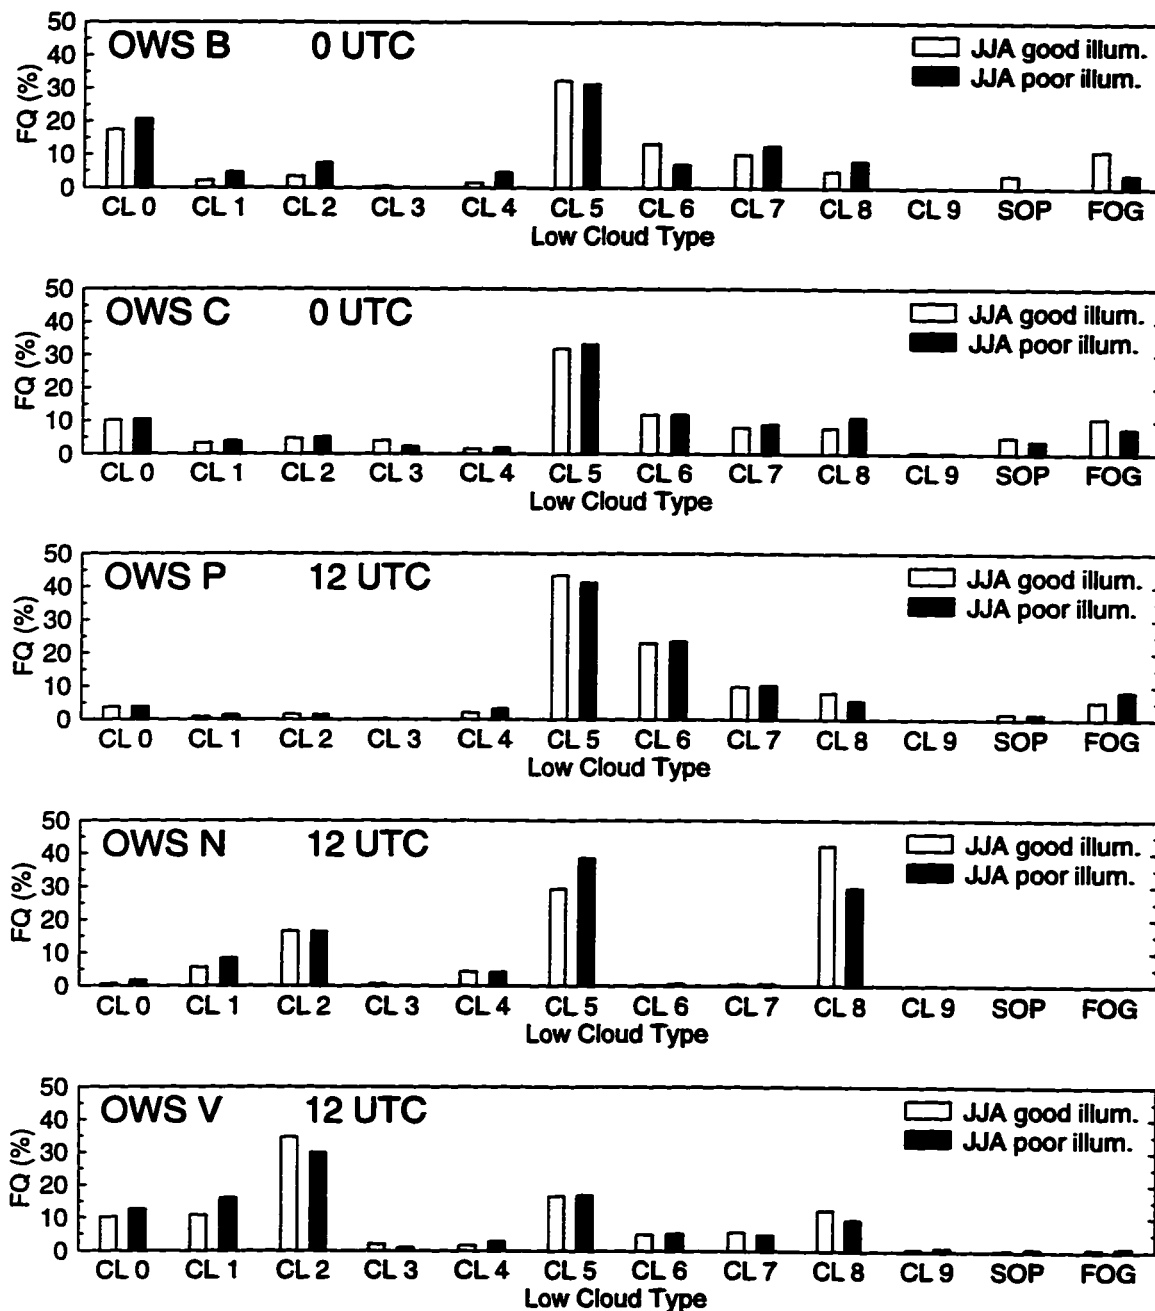 OWS B 0 UTC
JJA good illum.
JJA poor illum.
FQ (%)
50
40
30
20
10
0
CL 0 CL 1 CL 2 CL 3 CL 4 CL 5 CL 6 CL 7 CL 8 CL 9 SOP FOG
Low Cloud Type
OWS C 0 UTC
JJA good illum.
JJA poor illum.
FQ (%)
50
40
30
20
10
0
CL 0 CL 1 CL 2 CL 3 CL 4 CL 5 CL 6 CL 7 CL 8 CL 9 SOP FOG
Low Cloud Type
OWS P 12 UTC
JJA good illum.
JJA poor illum.
FQ (%)
50
40
30
20
10
0
CL 0 CL 1 CL 2 CL 3 CL 4 CL 5 CL 6 CL 7 CL 8 CL 9 SOP FOG
Low Cloud Type
OWS N 12 UTC
JJA good illum.
JJA poor illum.
FQ (%)
50
40
30
20
10
0
CL 0 CL 1 CL 2 CL 3 CL 4 CL 5 CL 6 CL 7 CL 8 CL 9 SOP FOG
Low Cloud Type
OWS V 12 UTC
JJA good illum.
JJA poor illum.
FQ (%)
50
40
30
20
10
0
CL 0 CL 1 CL 2 CL 3 CL 4 CL 5 CL 6 CL 7 CL 8 CL 9 SOP FOG
Low Cloud Type